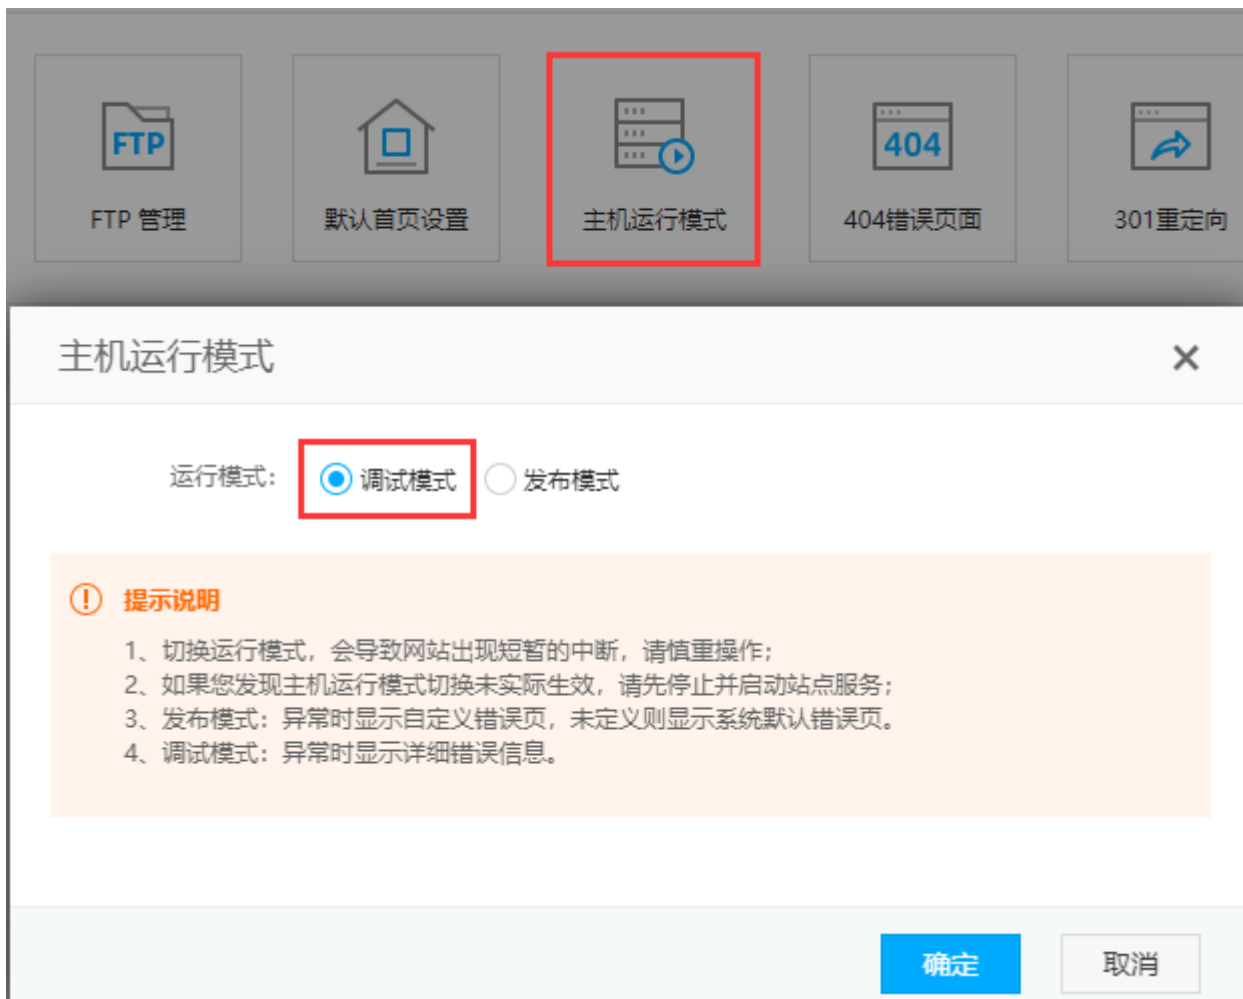 FTP
404
FTP 管理
默认首页设置
主机运行模式
404错误页面
301重定向
主机运行模式
运行模式:
调试模式
发布模式
提示说明
1、切换运行模式，会导致网站出现短暂的中断，请慎重操作；
2、如果您发现主机运行模式切换未实际生效，请先停止并启动站点服务；
3、发布模式：异常时显示自定义错误页，未定义则显示系统默认错误页。
4、调试模式：异常时显示详细错误信息。
确定
取消